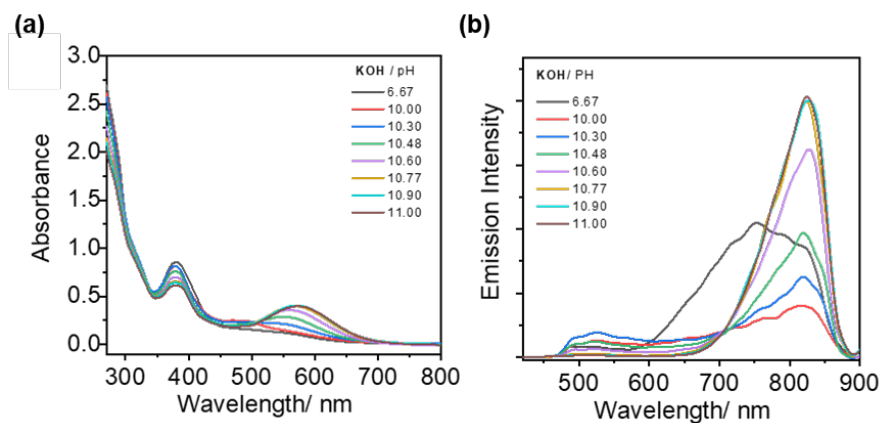 (a)
3.0
2.5
2.0
1.5
1.0
0.5
0.0
Absorbance
KOH / pH
6.67
10.00
10.30
10.48
10.60
10.77
10.90
11.00
300 400 500 600 700 800
Wavelength/ nm
(b)
Emission Intensity
KOH/ PH
6.67
10.00
10.30
10.48
10.60
10.77
10.90
11.00
500 600 700 800 900
Wavelength/ nm